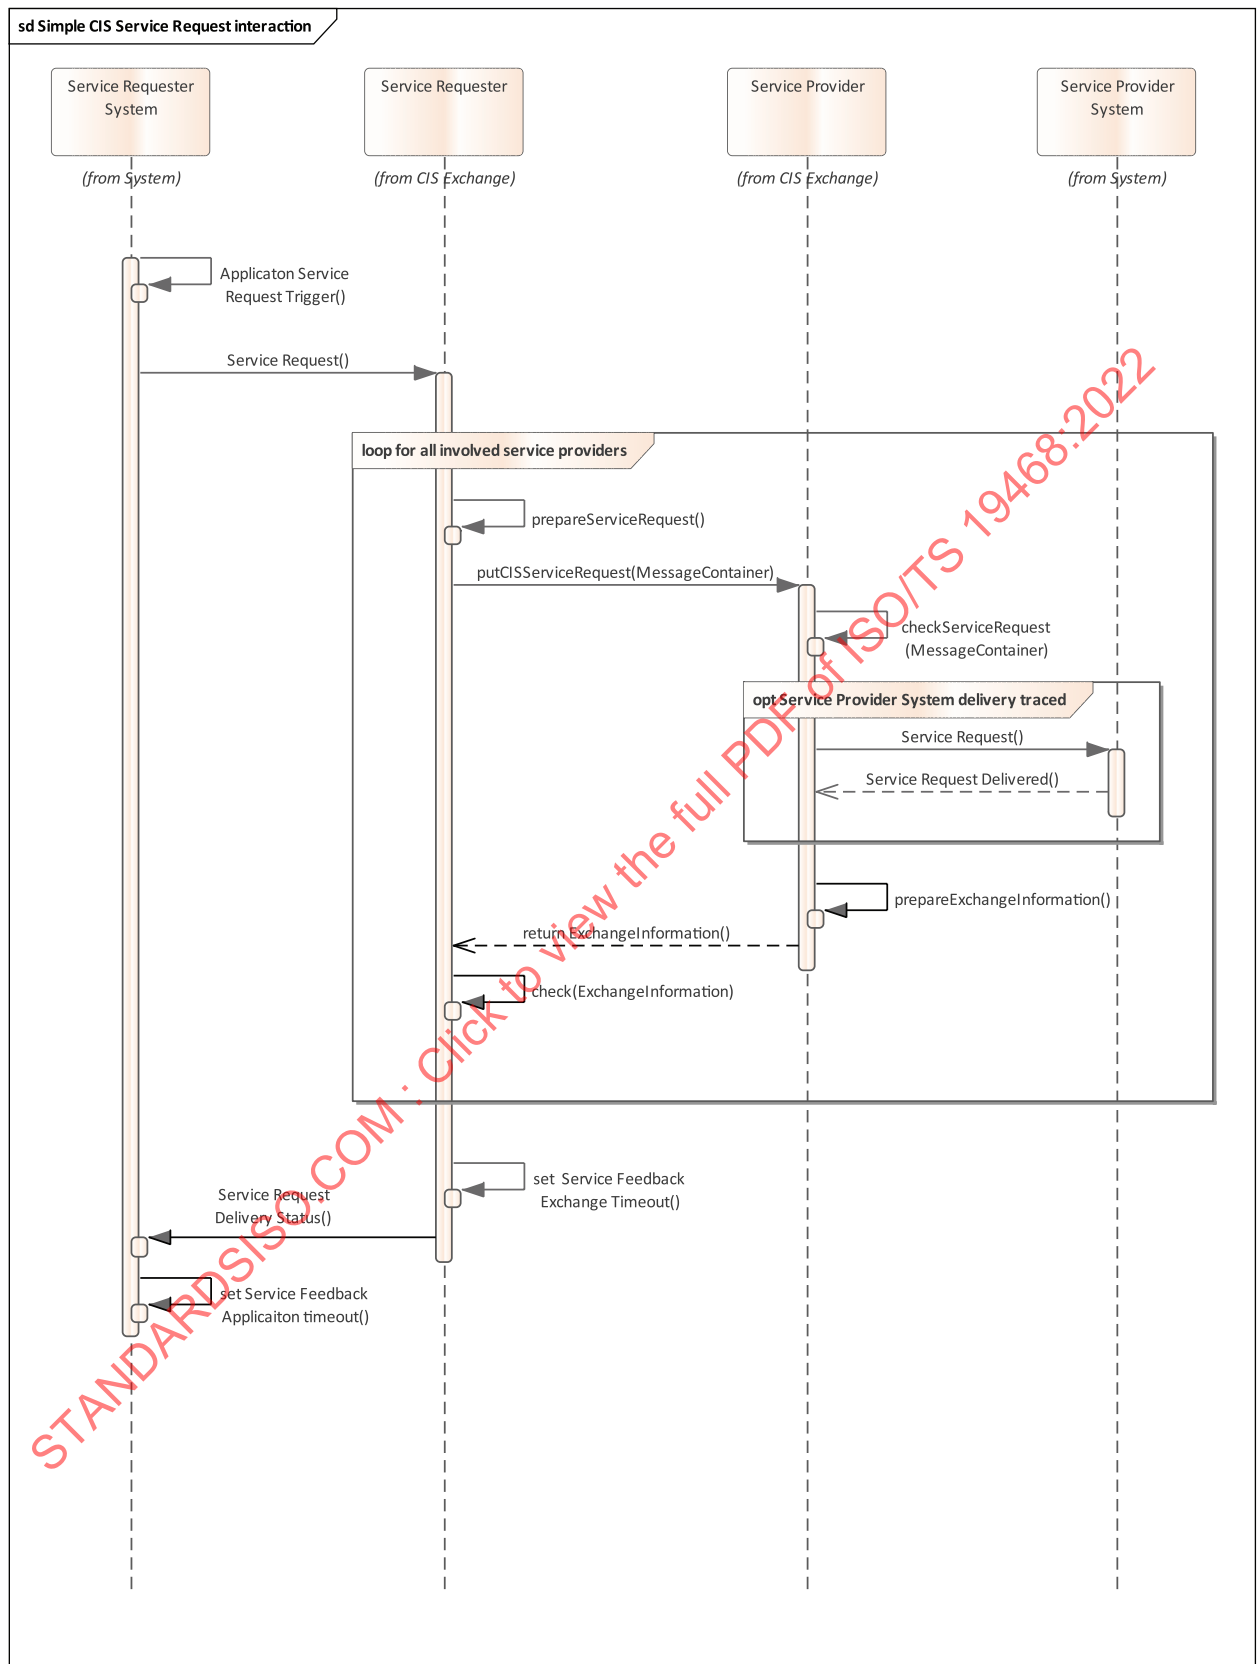 sd Simple CIS Service Request interaction
Service Requester
System
Service Requester
Service Provider
Service Provider
System
(from System)
(from CIS Exchange)
(from CIS Exchange)
(from System)
Applicaton Service
Request Trigger()
Service Request()
loop for all involved service providers
prepareServiceRequest()
putCISServiceRequest(MessageContainer)
checkServiceRequest
(MessageContainer)
opt Service Provider System delivery traced
Service Request()
Service Request Delivered()
prepareExchangeInformation()
return ExchangeInformation()
check(ExchangeInformation)
set  Service Feedback
Exchange Timeout()
Service Request
Delivery Status()
set Service Feedback
Applicaiton timeout()
STANDARDSISO.COM : Click to view the full PDF of ISO/TS 19468:2022